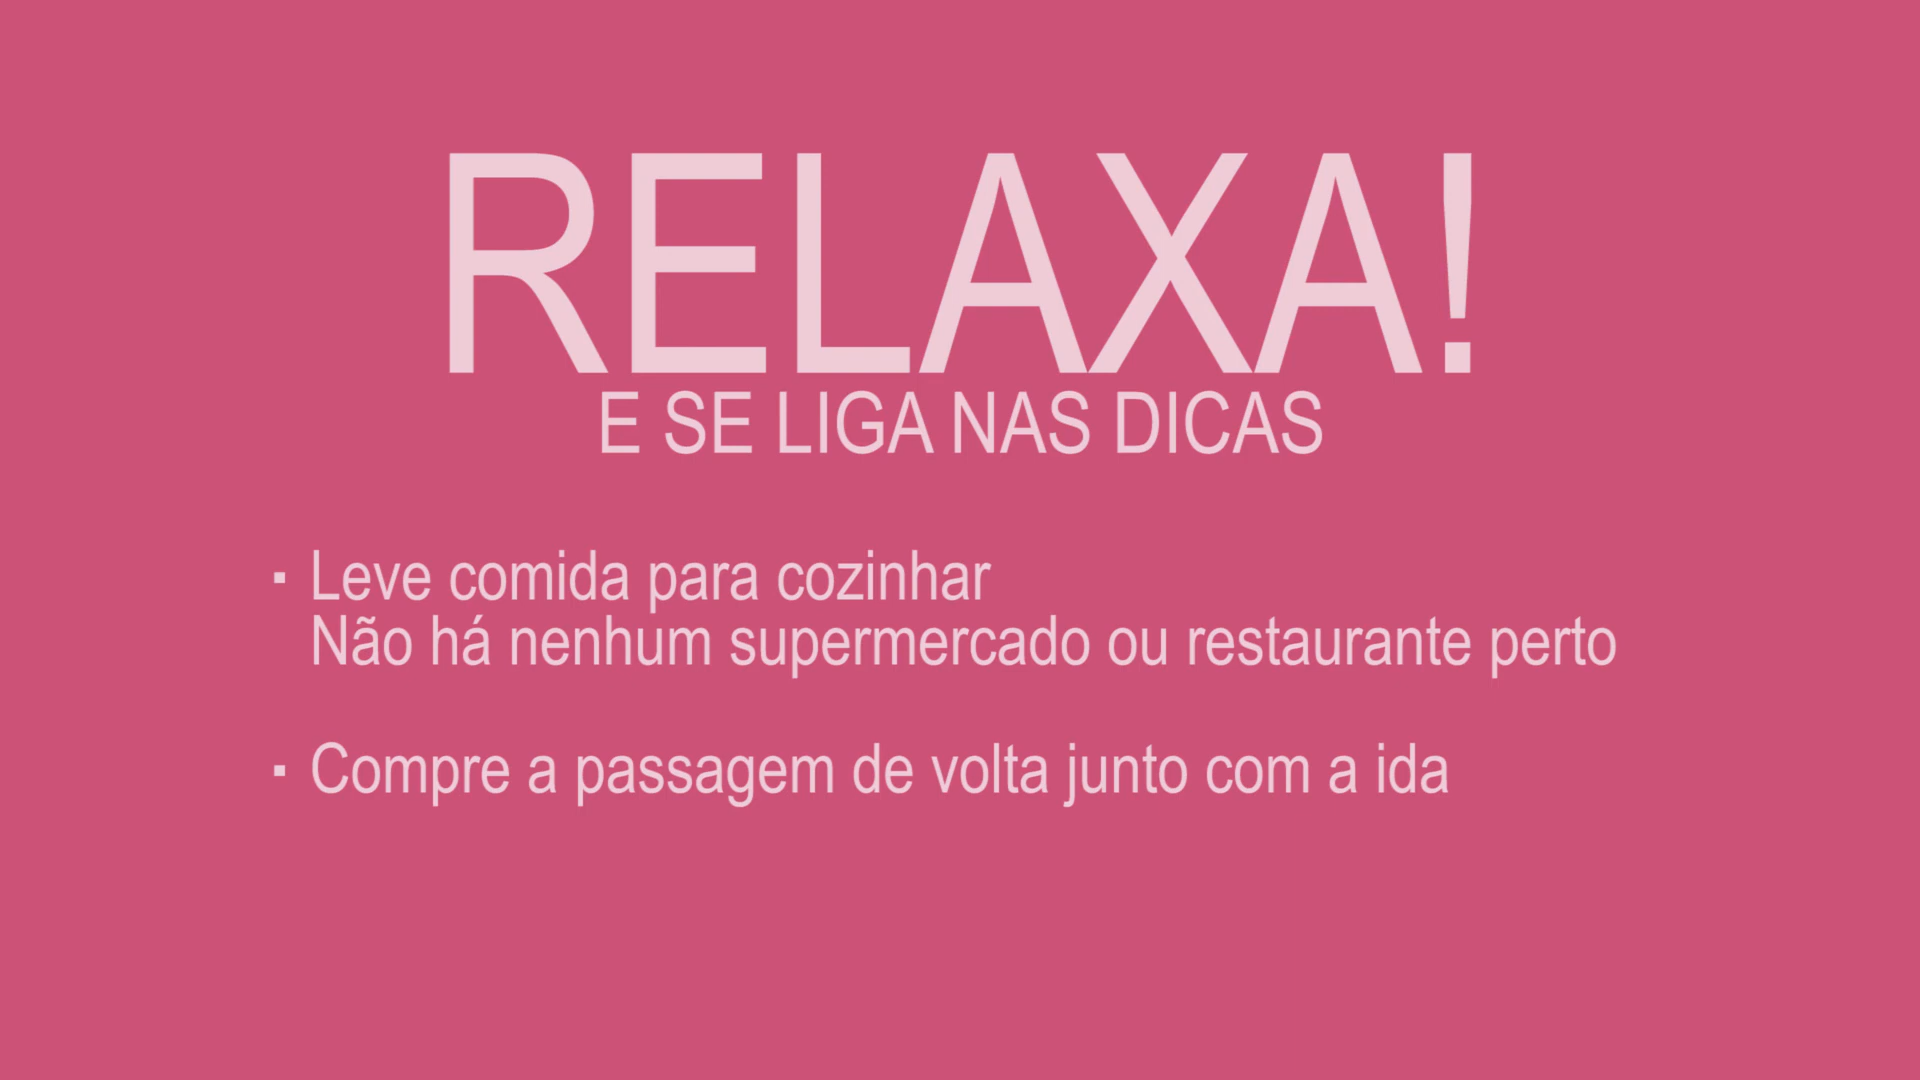 RELAXA!
E SE LIGA NAS DICAS
▪ Leve comida para cozinhar
Não há nenhum supermercado ou restaurante perto
▪ Compre a passagem de volta junto com a ida